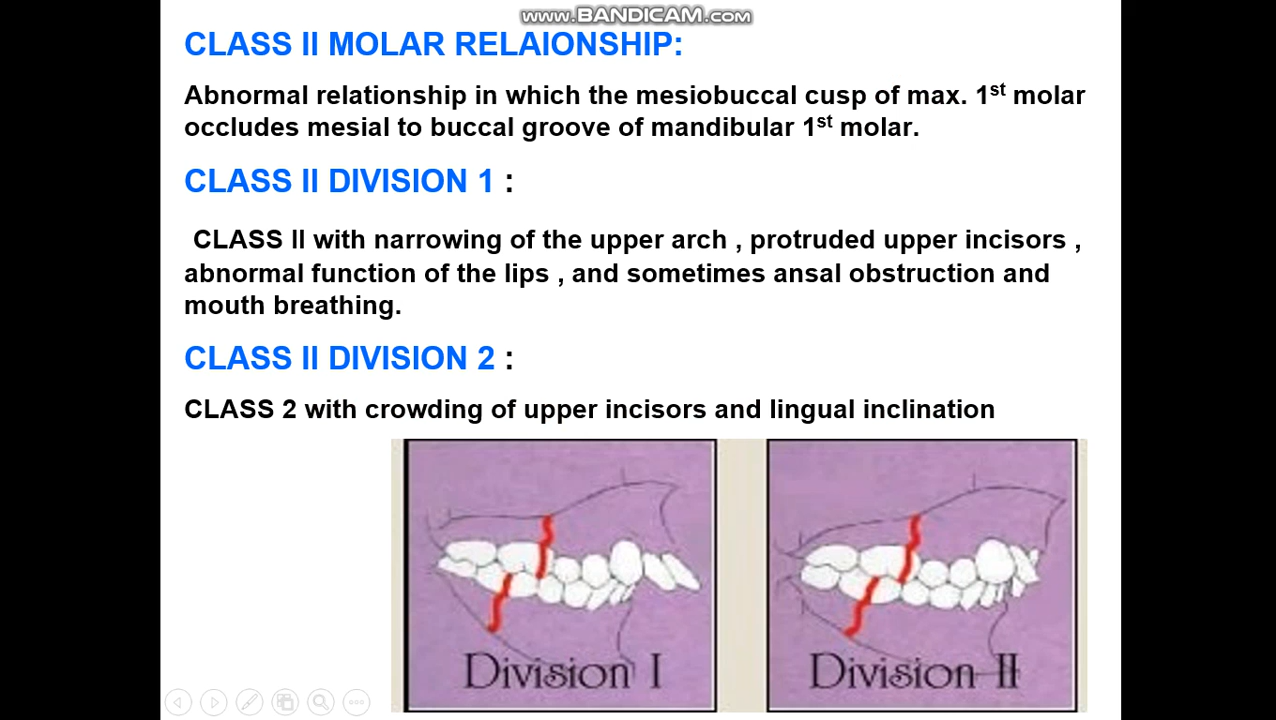 www.BANDICAM.com
CLASS II MOLAR RELAIONSHIP:
Abnormal relationship in which the mesiobuccal cusp of max. 1st molar
occludes mesial to buccal groove of mandibular 1st molar.
CLASS II DIVISION 1 :
CLASS II with narrowing of the upper arch , protruded upper incisors ,
abnormal function of the lips , and sometimes ansal obstruction and
mouth breathing.
CLASS II DIVISION 2 :
CLASS 2 with crowding of upper incisors and lingual inclination
Division I
Division II